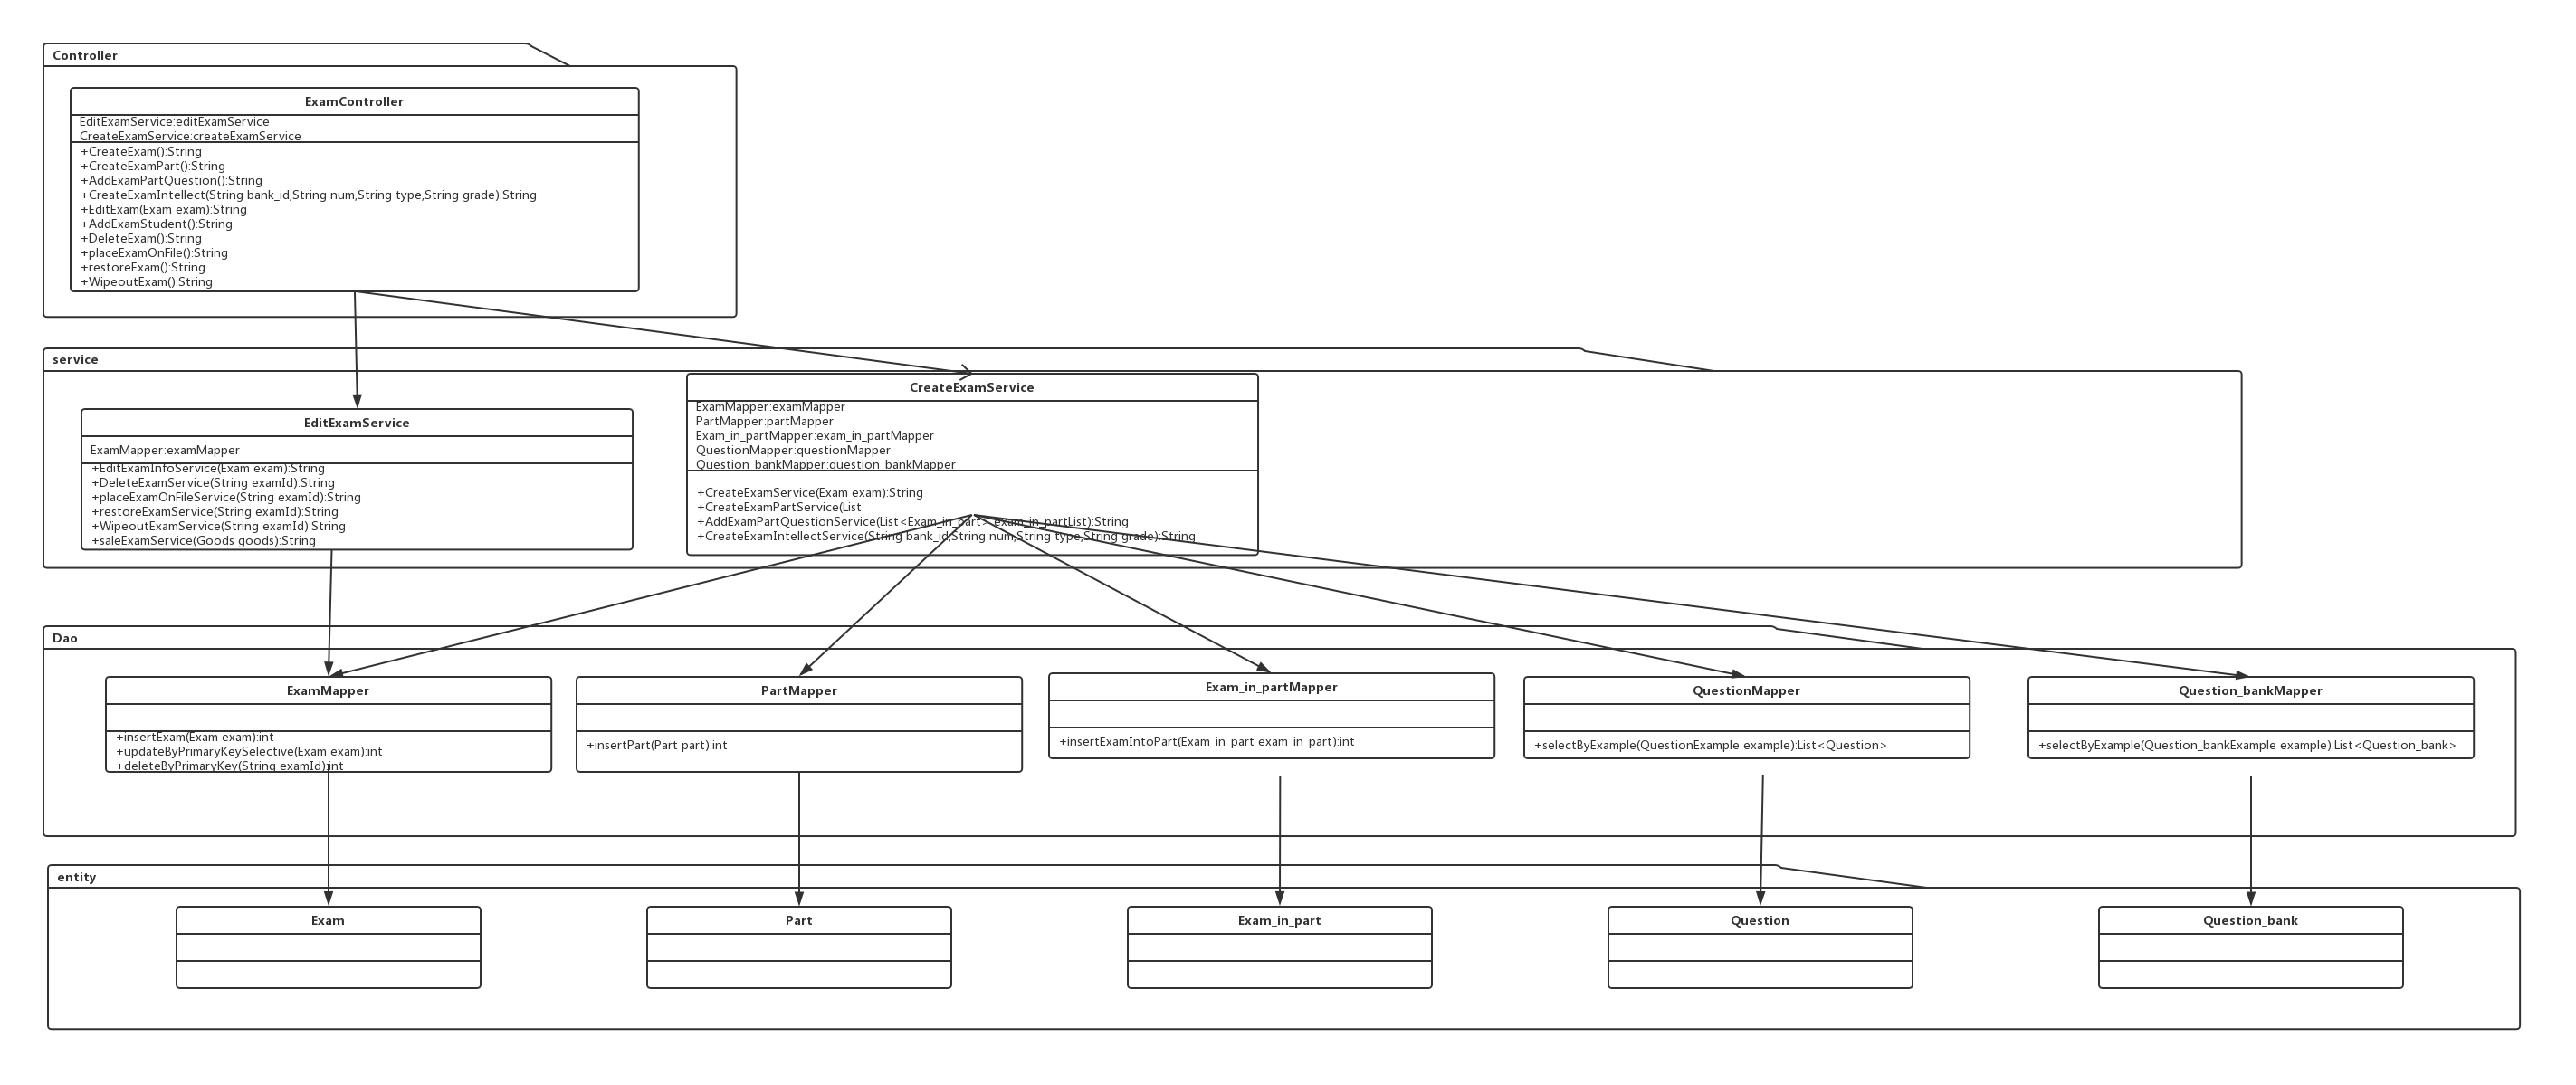 Controller
ExamController
EditExamService:editExamService
CreateExamService:createExamService
+CreateExam():String
+CreateExamPart():String
+AddExamPartQuestion():String
+CreateExamIntellect(String bank_id,String num,String type,String grade):String
+EditExam(Exam exam):String
+AddExamStudent():String
+DeleteExam():String
+placeExamOnFile():String
+restoreExam():String
+WipeoutExam():String
service
EditExamService
ExamMapper:examMapper
+EditExamInfoService(Exam exam):String
+DeleteExamService(String examId):String
+placeExamOnFileService(String examId):String
+restoreExamService(String examId):String
+WipeoutExamService(String examId):String
+saleExamService(Goods goods):String
CreateExamService
ExamMapper:examMapper
PartMapper:partMapper
Exam_in_partMapper:exam_in_partMapper
QuestionMapper:questionMapper
Question_bankMapper:question_bankMapper
+CreateExamService(Exam exam):String
+CreateExamPartService(List
+AddExamPartQuestionService(List<Exam_in_part> exam_in_partList):String
+CreateExamIntellectService(String bank_id,String num,String type,String grade):String
Dao
ExamMapper
+insertExam(Exam exam):int
+updateByPrimaryKeySelective(Exam exam):int
+deleteByPrimaryKey(String examId):int
PartMapper
+insertPart(Part part):int
Exam_in_partMapper
+insertExamIntoPart(Exam_in_part exam_in_part):int
QuestionMapper
+selectByExample(QuestionExample example):List<Question>
Question_bankMapper
+selectByExample(Question_bankExample example):List<Question_bank>
entity
Exam
Part
Exam_in_part
Question
Question_bank